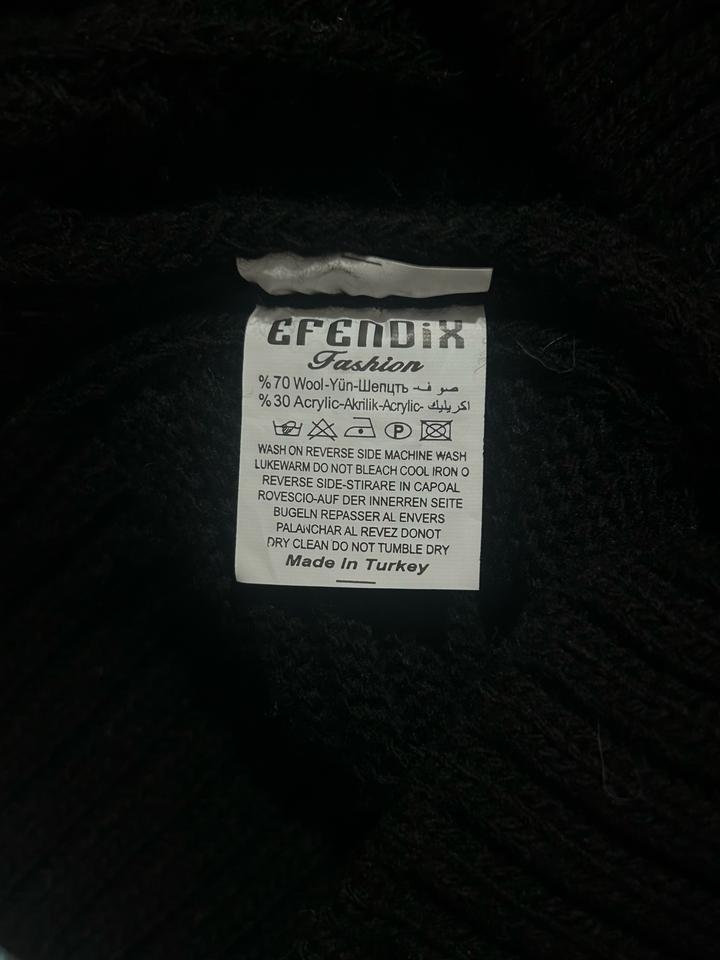 EFENDiX
Fashion
%70 Wool-Yün-Шепцть - صوف
%30 Acrylic-Akrilik-Acrylic- اكريليك
P
WASH ON REVERSE SIDE MACHINE WASH
LUKEWARM DO NOT BLEACH COOL IRON O
REVERSE SIDE-STIRARE IN CAPOAL
ROVESCIO-AUF DER INNERREN SEITE
BUGELN REPASSER AL ENVERS
PALANCHAR AL REVEZ DONOT
DRY CLEAN DO NOT TUMBLE DRY
Made in Turkey